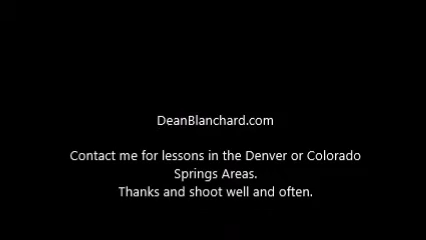 DeanBlanchard.com
Contact me for lessons in the Denver or Colorado
Springs Areas.
Thanks and shoot well and often.